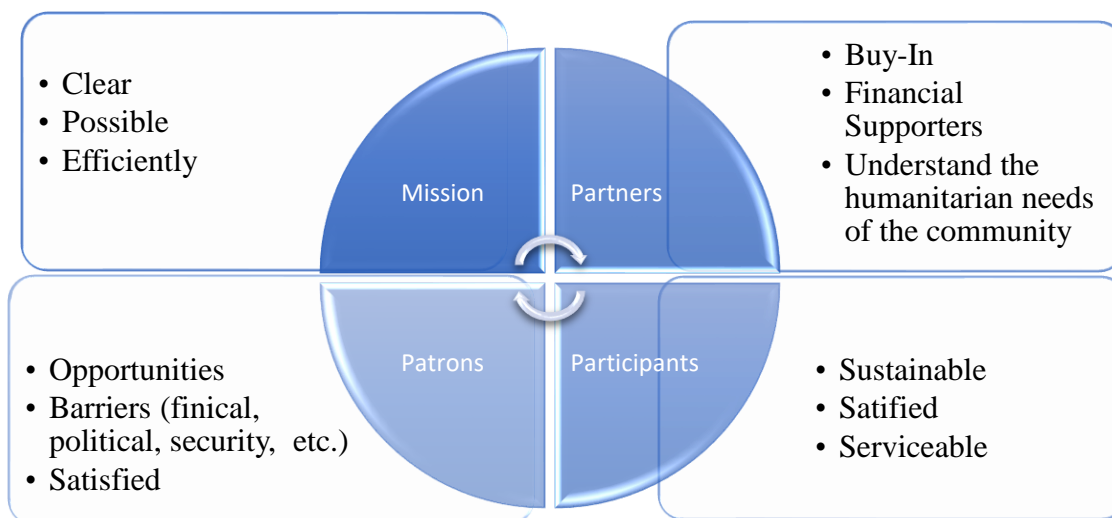 • Clear
• Possible
• Efficiently
Mission
Partners
• Buy-In
• Financial
Supporters
• Understand the
humanitarian needs
of the community
• Opportunities
• Barriers (finical,
political, security, etc.)
• Satisfied
Patrons
Participants
• Sustainable
• Satified
• Serviceable